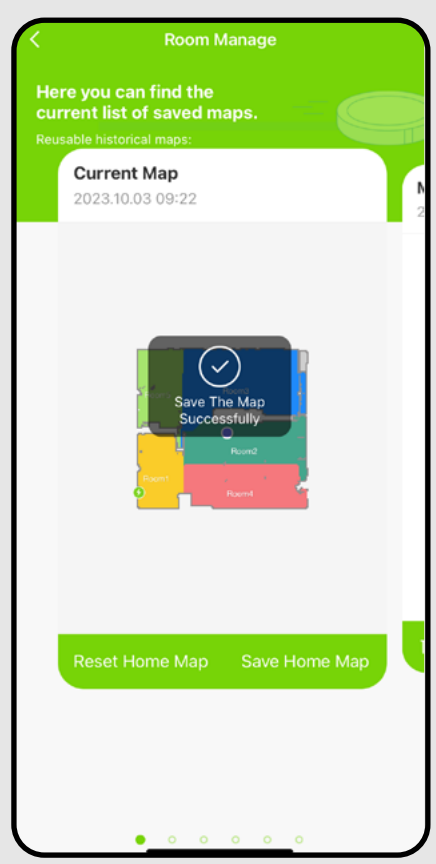 Room Manage
Here you can find the
current list of saved maps.
Reusable historical maps:
Current Map
2023.10.03 09:22
Save The Map
Successfully
Room2
Room1
Room4
Reset Home Map
Save Home Map